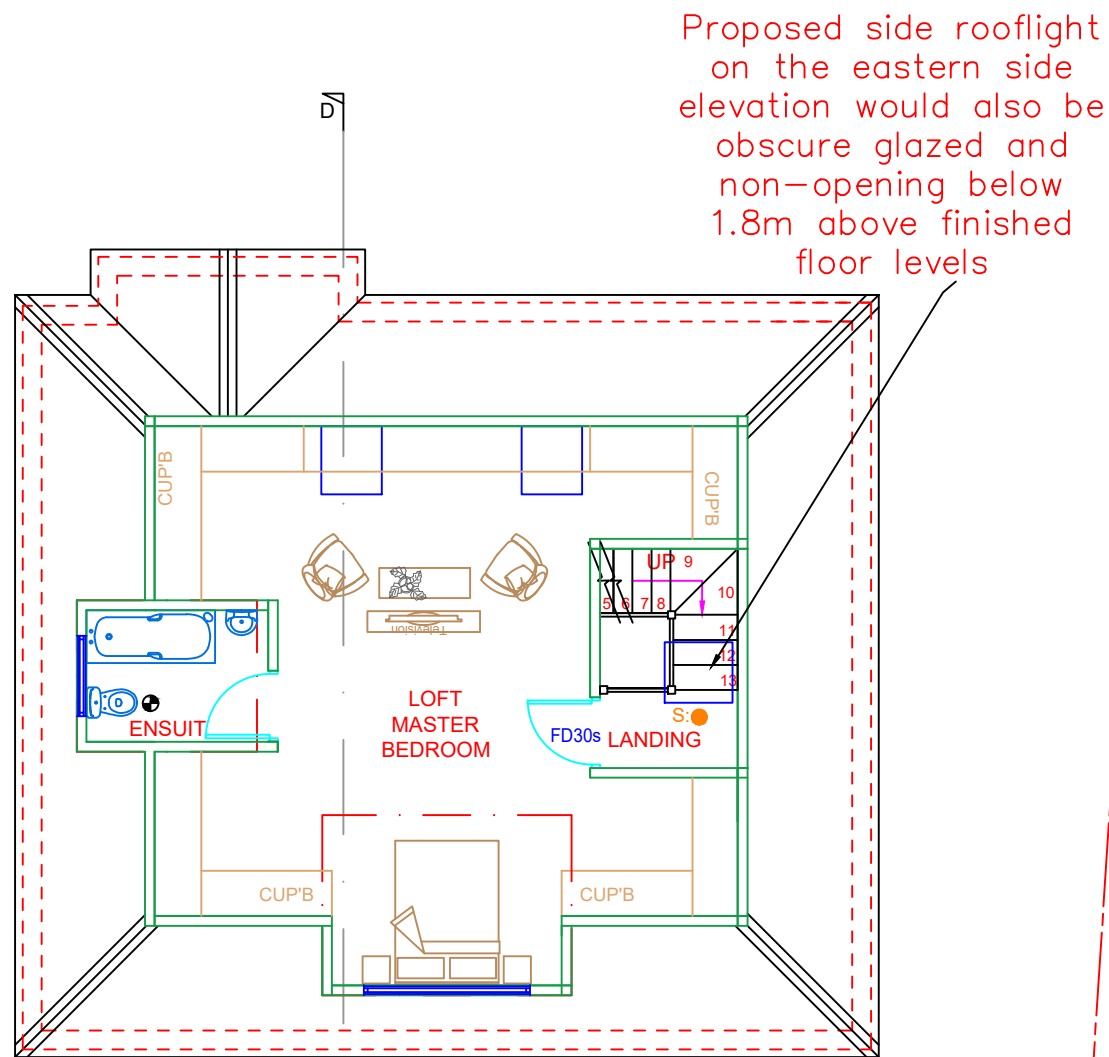 Proposed side rooflight
on the eastern side
elevation would also be
obscure glazed and
non-opening below
1.8m above finished
floor levels
D
CUP'B
CUP'B
UP
9
10
5
6
7
8
11
12
13
Television
ENSUIT
LOFT
MASTER
BEDROOM
S:
FD30s
LANDING
CUP'B
CUP'B